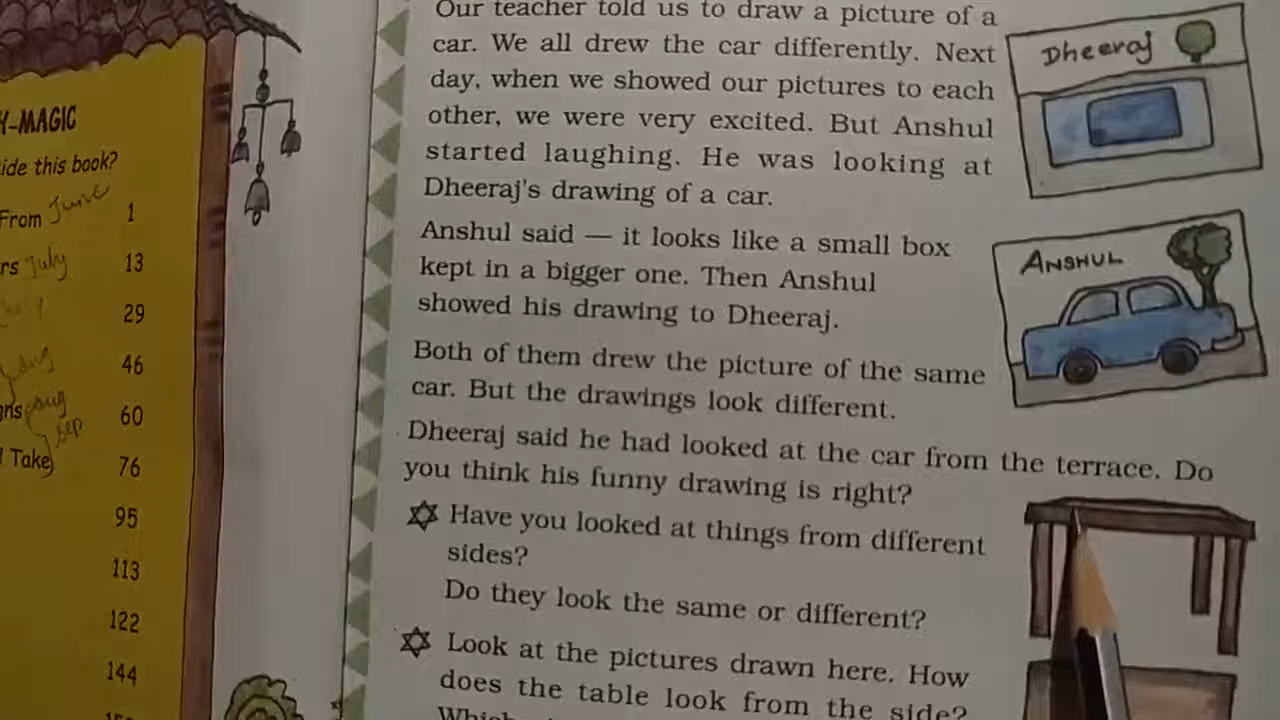 Y-MAGIC
ide this book?
From June 1
rs July 13
29
46
ns aug 60
Take sep 76
95
113
122
144
Our teacher told us to draw a picture of a
car. We all drew the car differently. Next
day, when we showed our pictures to each
other, we were very excited. But Anshul
started laughing. He was looking at
Dheeraj's drawing of a car.
Dheeraj
Anshul said — it looks like a small box
kept in a bigger one. Then Anshul
showed his drawing to Dheeraj.
ANSHUL
Both of them drew the picture of the same
car. But the drawings look different.
Dheeraj said he had looked at the car from the terrace. Do
you think his funny drawing is right?
Have you looked at things from different
sides?
Do they look the same or different?
Look at the pictures drawn here. How
does the table look from the side?
Which